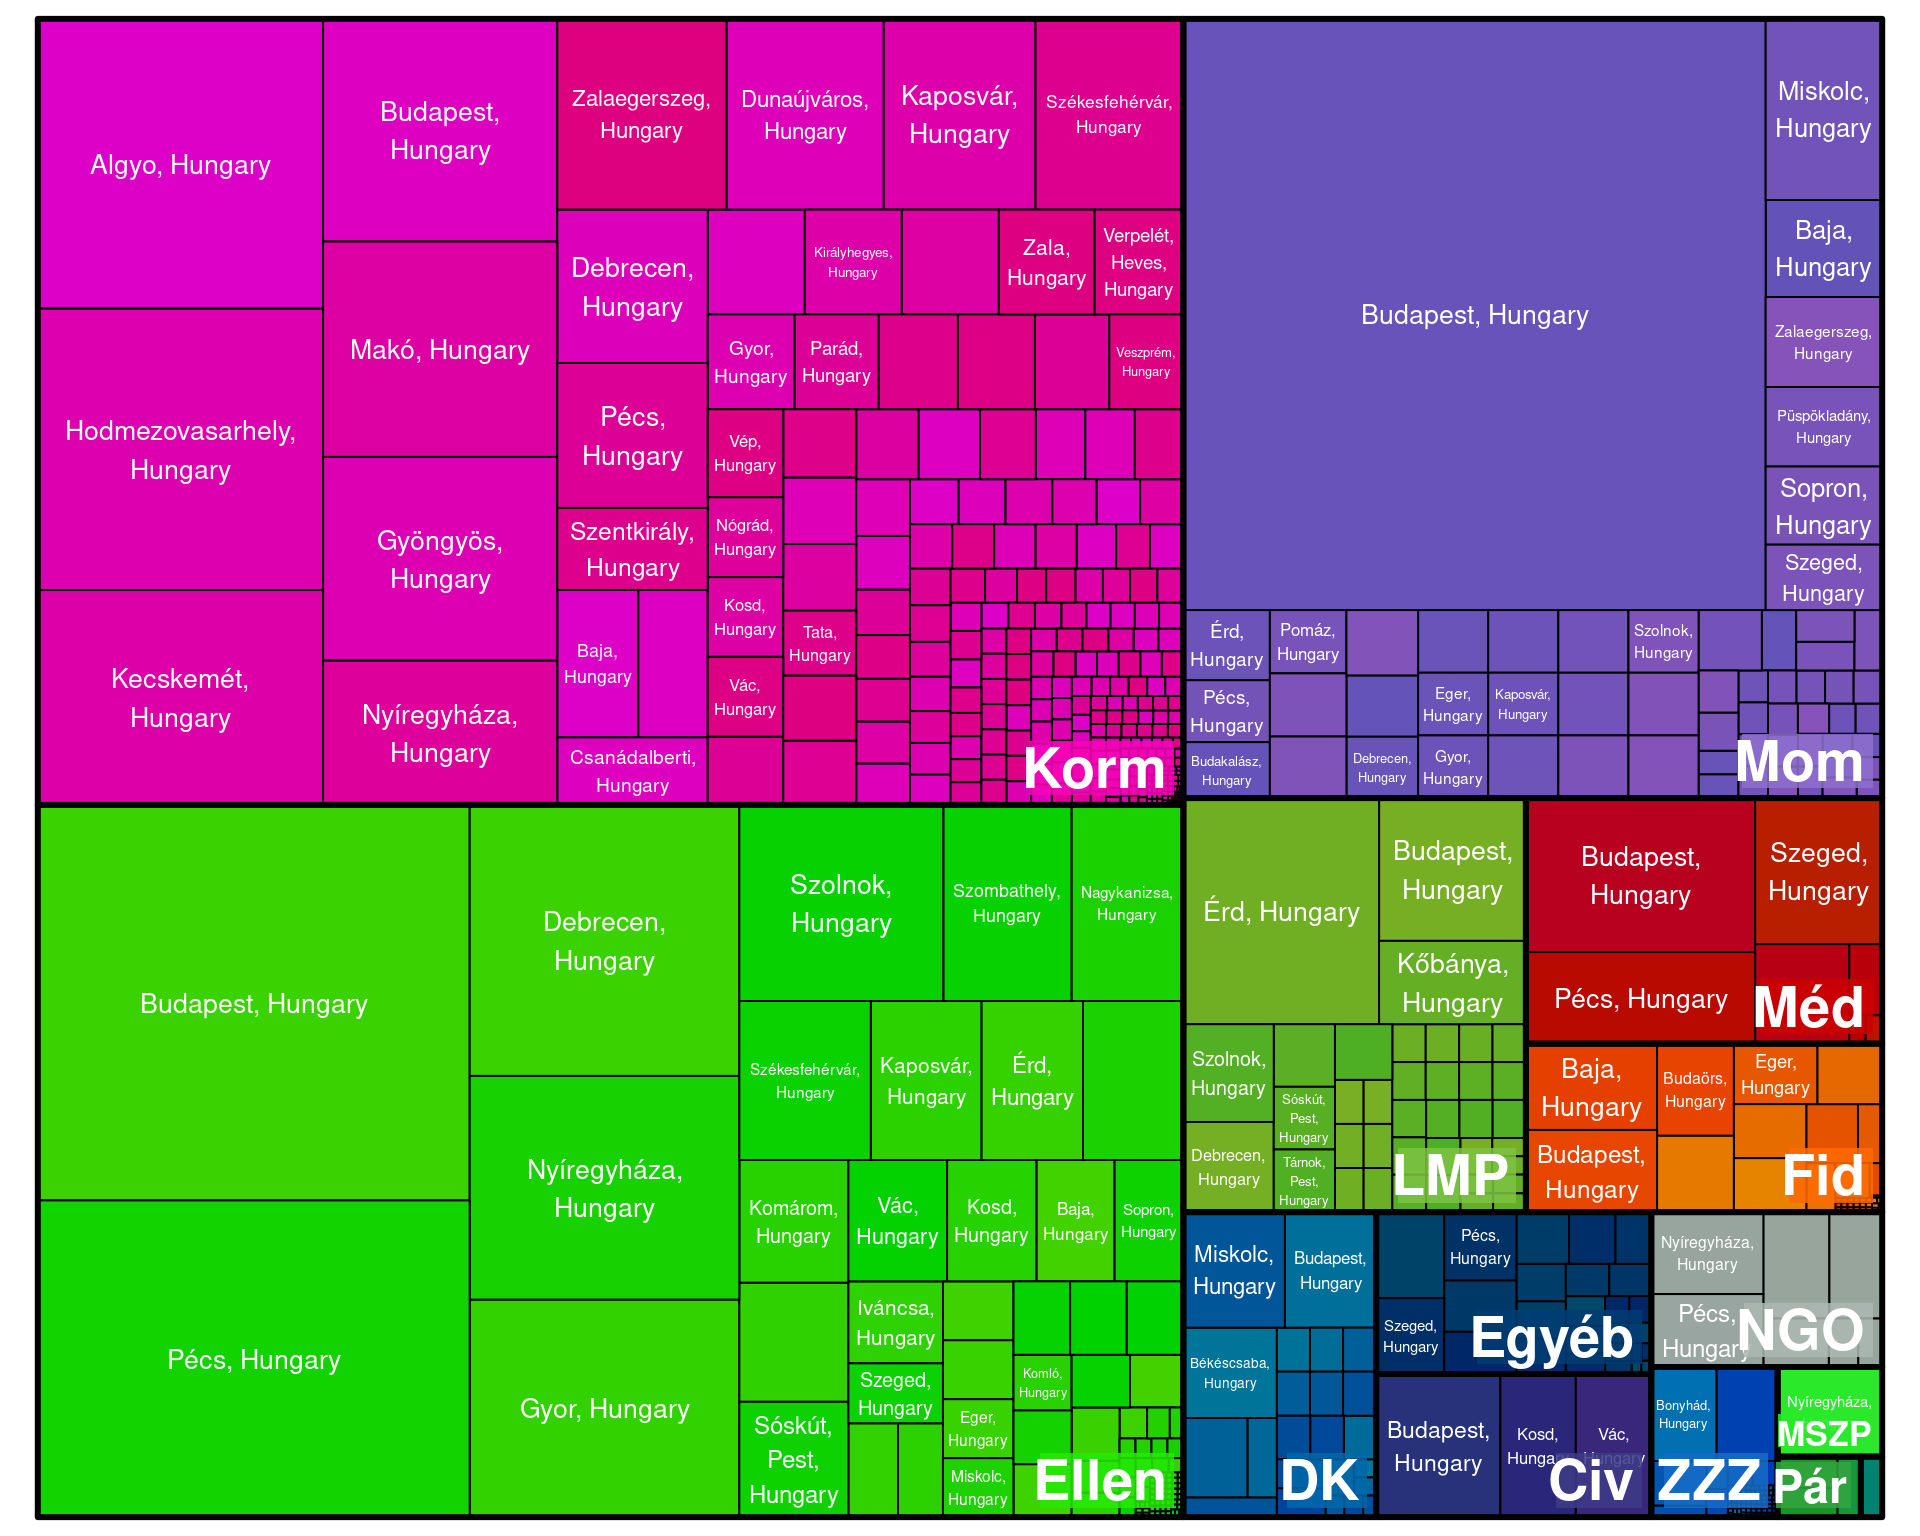 Algyo, Hungary
Hodmezovasarhely,
Hungary
Kecskemét,
Hungary
Budapest,
Hungary
Makó, Hungary
Gyöngyös,
Hungary
Nyíregyháza,
Hungary
Zalaegerszeg,
Hungary
Dunaújváros,
Hungary
Kaposvár,
Hungary
Székesfehérvár,
Hungary
Debrecen,
Hungary
Pécs,
Hungary
Szentkirály,
Hungary
Baja,
Hungary
Csanádalberti,
Hungary
Királyhegyes,
Hungary
Zala,
Hungary
Verpelét,
Heves,
Hungary
Gyor,
Hungary
Parád,
Hungary
Veszprém,
Hungary
Vép,
Hungary
Nógrád,
Hungary
Kosd,
Hungary
Vác,
Hungary
Tata,
Hungary
Korm
Budapest, Hungary
Miskolc,
Hungary
Baja,
Hungary
Zalaegerszeg,
Hungary
Püspökladány,
Hungary
Sopron,
Hungary
Szeged,
Hungary
Érd,
Hungary
Pécs,
Hungary
Budakalász,
Hungary
Pomáz,
Hungary
Debrecen,
Hungary
Eger,
Hungary
Gyor,
Hungary
Kaposvár,
Hungary
Szolnok,
Hungary
Mom
Budapest, Hungary
Pécs, Hungary
Debrecen,
Hungary
Nyíregyháza,
Hungary
Gyor, Hungary
Szolnok,
Hungary
Szombathely,
Hungary
Nagykanizsa,
Hungary
Székesfehérvár,
Hungary
Kaposvár,
Hungary
Érd,
Hungary
Komárom,
Hungary
Sóskút,
Pest,
Hungary
Vác,
Hungary
Kosd,
Hungary
Baja,
Hungary
Sopron,
Hungary
Iváncsa,
Hungary
Szeged,
Hungary
Eger,
Hungary
Miskolc,
Hungary
Komló,
Hungary
Ellen
Érd, Hungary
Budapest,
Hungary
Kőbánya,
Hungary
Szolnok,
Hungary
Debrecen,
Hungary
Sóskút,
Pest,
Hungary
Tárnok,
Pest,
Hungary
LMP
Budapest,
Hungary
Szeged,
Hungary
Pécs, Hungary
Méd
Baja,
Hungary
Budapest,
Hungary
Budaörs,
Hungary
Eger,
Hungary
Fid
Miskolc,
Hungary
Budapest,
Hungary
Békéscsaba,
Hungary
DK
Pécs,
Hungary
Szeged,
Hungary
Egyéb
Nyíregyháza,
Hungary
Pécs,
Hungary
NGO
Budapest,
Hungary
Kosd,
Hungary
Vác,
Hungary
Civ
Bonyhád,
Hungary
ZZZ
Nyíregyháza,
MSZP
Pár